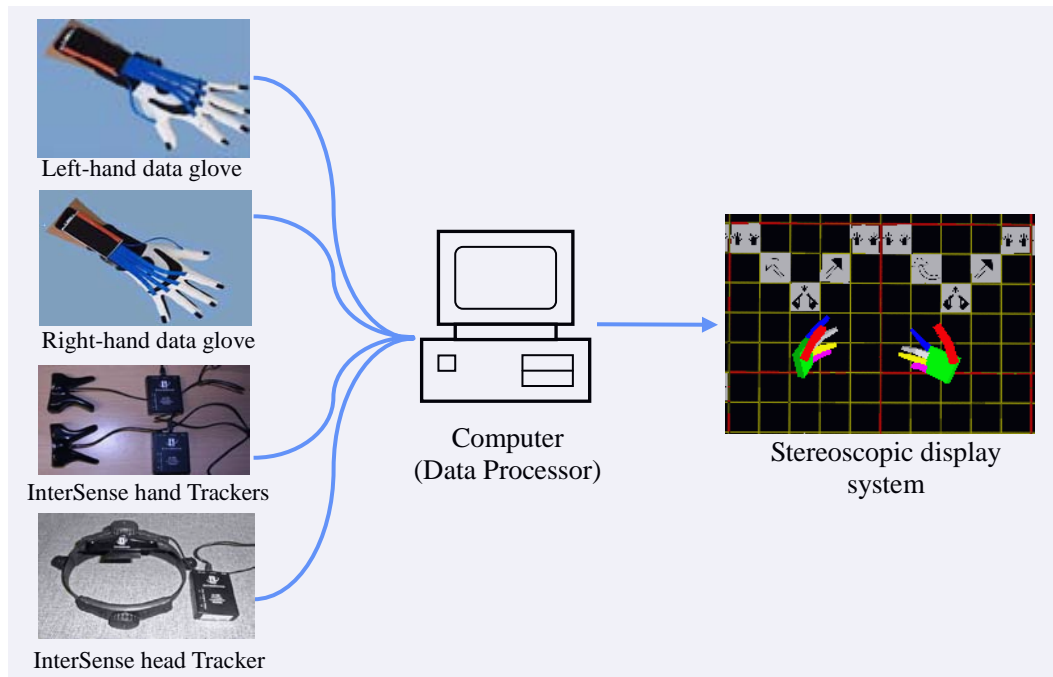 Left-hand data glove
Right-hand data glove
InterSense hand Trackers
InterSense head Tracker
Computer
(Data Processor)
Stereoscopic display
system